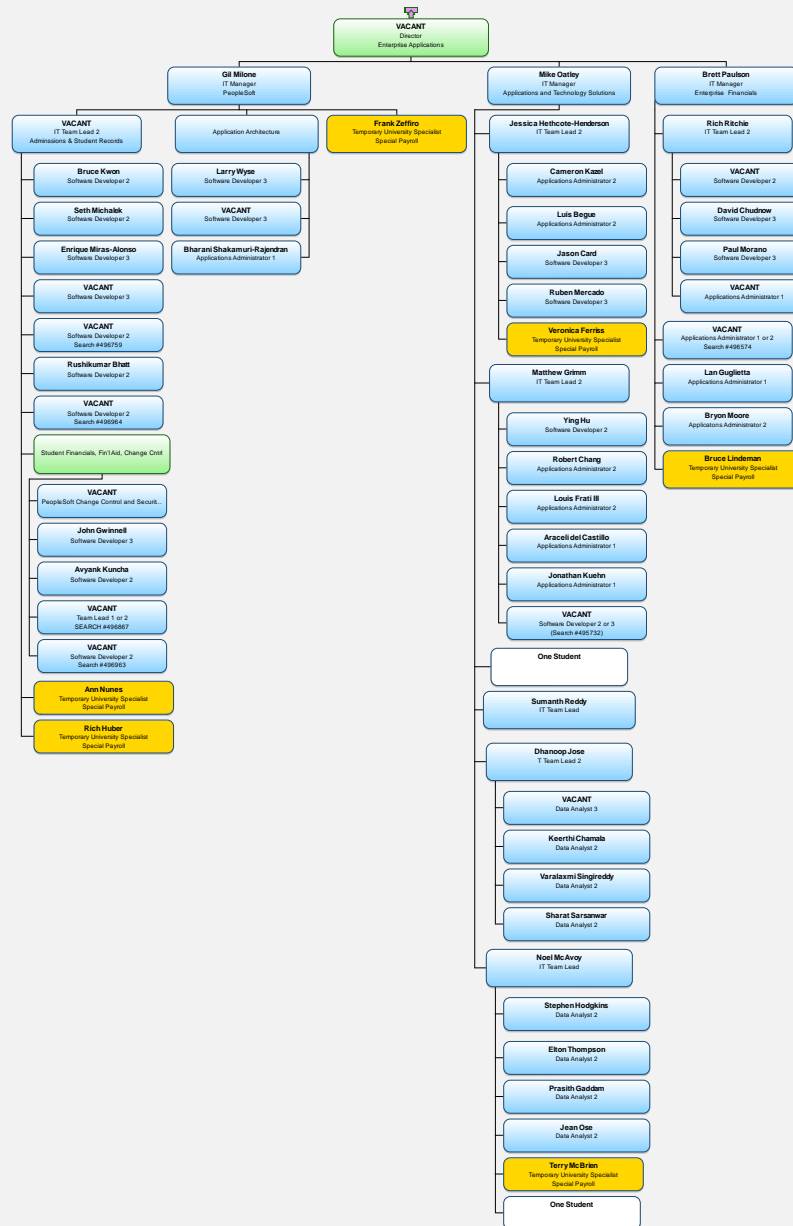 VACANT
Director
Enterprise Applications
Gil Milone
IT Manager
PeopleSoft
VACANT
IT Team Lead 2
Admissions & Student Records
Bruce Kwon
Software Developer 2
Seth Michalek
Software Developer 2
Enrique Miras-Alonso
Software Developer 3
VACANT
Software Developer 3
VACANT
Software Developer 2
Search #496759
Rushikumar Bhatt
Software Developer 2
VACANT
Software Developer 2
Search #496964
Student Financials, Fin'l Aid, Change Cntrl
VACANT
PeopleSoft Change Control and Securit...
John Gwinnell
Software Developer 3
Avyank Kuncha
Software Developer 2
VACANT
Team Lead 1 or 2
SEARCH #496867
VACANT
Software Developer 2
Search #496963
Ann Nunes
Temporary University Specialist
Special Payroll
Rich Huber
Temporary University Specialist
Special Payroll
Application Architecture
Larry Wyse
Software Developer 3
VACANT
Software Developer 3
Bharani Shakamuri-Rajendran
Applications Administrator 1
Frank Zeffiro
Temporary University Specialist
Special Payroll
Mike Oatley
IT Manager
Applications and Technology Solutions
Jessica Hethcote-Henderson
IT Team Lead 2
Cameron Kazel
Applications Administrator 2
Luis Begue
Applications Administrator 2
Jason Card
Software Developer 3
Ruben Mercado
Software Developer 3
Veronica Ferriss
Temporary University Specialist
Special Payroll
Matthew Grimm
IT Team Lead 2
Ying Hu
Software Developer 2
Robert Chang
Applications Administrator 2
Louis Frati III
Applications Administrator 2
Araceli del Castillo
Applications Administrator 1
Jonathan Kuehn
Applications Administrator 1
VACANT
Software Developer 2 or 3
(Search #495732)
One Student
Sumanth Reddy
IT Team Lead
Dhanoop Jose
T Team Lead 2
VACANT
Data Analyst 3
Keerthi Chamala
Data Analyst 2
Varalaxmi Singireddy
Data Analyst 2
Sharat Sarsanwar
Data Analyst 2
Noel McAvoy
IT Team Lead
Stephen Hodgkins
Data Analyst 2
Elton Thompson
Data Analyst 2
Prasith Gaddam
Data Analyst 2
Jean Ose
Data Analyst 2
Terry McBrien
Temporary University Specialist
Special Payroll
One Student
Brett Paulson
IT Manager
Enterprise Financials
Rich Ritchie
IT Team Lead 2
VACANT
Software Developer 2
David Chudnow
Software Developer 3
Paul Morano
Software Developer 3
VACANT
Applications Administrator 1
VACANT
Applications Administrator 1 or 2
Search #496574
Lan Guglietta
Applications Administrator 1
Bryon Moore
Applicatons Administrator 2
Bruce Lindeman
Temporary University Specialist
Special Payroll